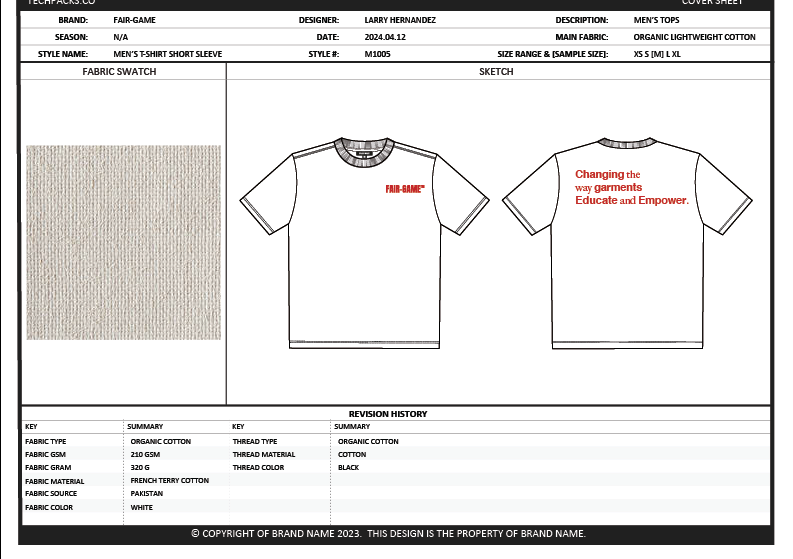 TECHPACKS.CO COVER SHEET
BRAND: FAIR-GAME DESIGNER: LARRY HERNANDEZ DESCRIPTION: MEN'S TOPS
SEASON: N/A DATE: 2024.04.12 MAIN FABRIC: ORGANIC LIGHTWEIGHT COTTON
STYLE NAME: MEN'S T-SHIRT SHORT SLEEVE STYLE #: M1005 SIZE RANGE & [SAMPLE SIZE]: XS S [M] L XL
FABRIC SWATCH SKETCH
FAIR-GAME
Changing the
way garments
Educate and Empower.
REVISION HISTORY
KEY SUMMARY KEY SUMMARY
FABRIC TYPE ORGANIC COTTON THREAD TYPE ORGANIC COTTON
FABRIC GSM 210 GSM THREAD MATERIAL COTTON
FABRIC GRAM 320 G THREAD COLOR BLACK
FABRIC MATERIAL FRENCH TERRY COTTON
FABRIC SOURCE PAKISTAN
FABRIC COLOR WHITE
© COPYRIGHT OF BRAND NAME 2023. THIS DESIGN IS THE PROPERTY OF BRAND NAME.